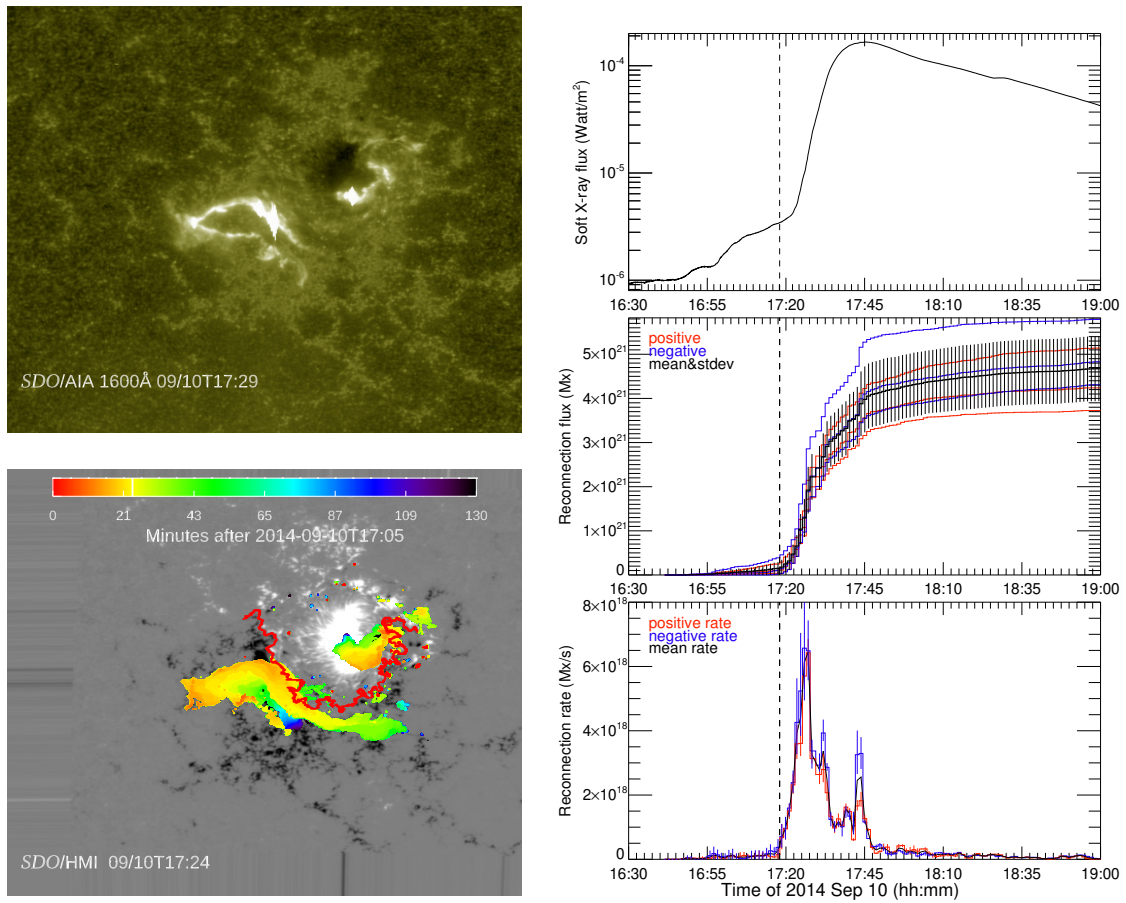 SDO/AIA 1600Å 09/10T17:29
0 21 43 65 87 109 130
Minutes after 2014-09-10T17:05
SDO/HMI 09/10T17:24
Soft X-ray flux (Watt/m²)
10⁻⁴
10⁻⁵
10⁻⁶
16:30 16:55 17:20 17:45 18:10 18:35 19:00
Reconnection flux (Mx)
positive
negative
mean&stdev
5×10²¹
4×10²¹
3×10²¹
2×10²¹
1×10²¹
0
16:30 16:55 17:20 17:45 18:10 18:35 19:00
Reconnection rate (Mx/s)
positive rate
negative rate
mean rate
8×10¹⁸
6×10¹⁸
4×10¹⁸
2×10¹⁸
0
16:30 16:55 17:20 17:45 18:10 18:35 19:00
Time of 2014 Sep 10 (hh:mm)